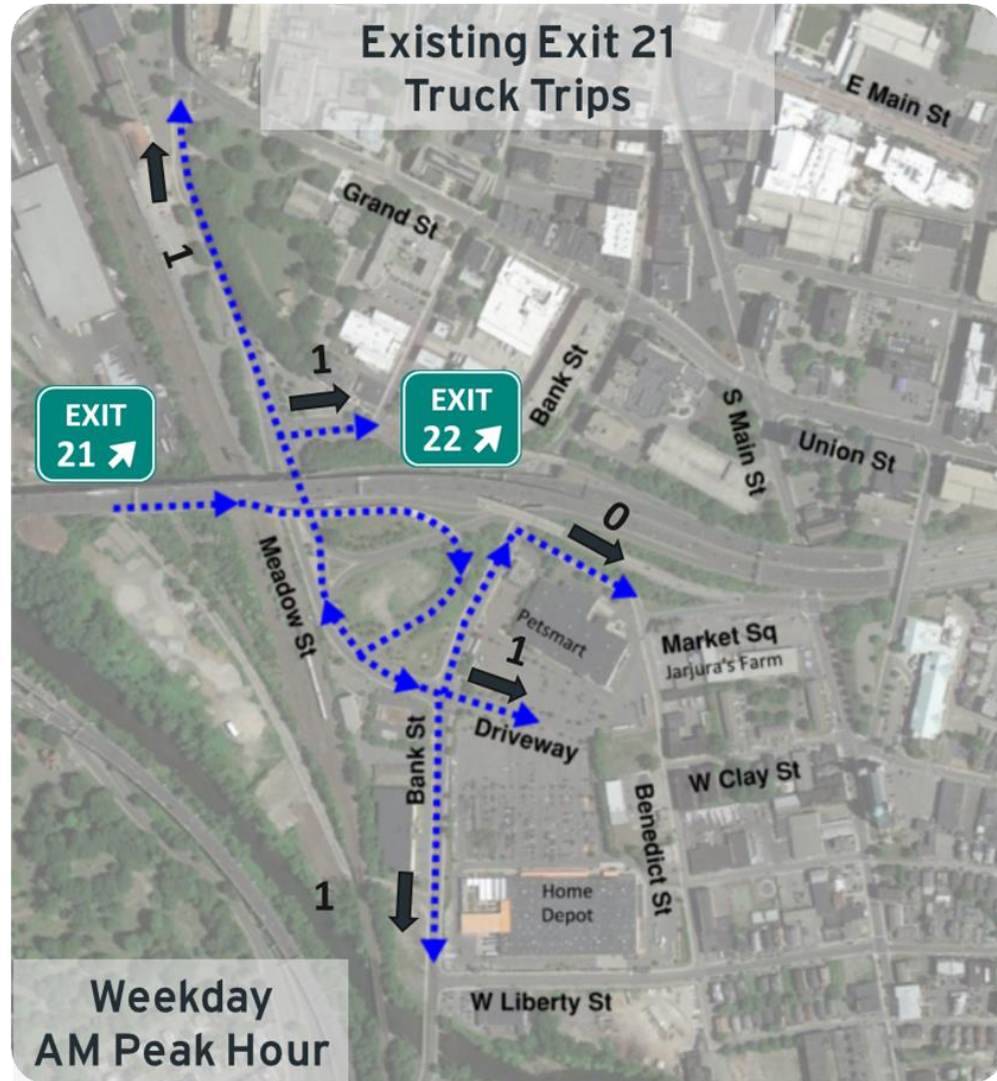 Existing Exit 21
Truck Trips
E Main St
Grand St
1
1
EXIT
21
EXIT
22
Bank St
S Main St
Union St
0
Meadow St
Petsmart
Market Sq
Jarjura's Farm
1
Driveway
Bank St
W Clay St
Benedict St
1
Home
Depot
W Liberty St
Weekday
AM Peak Hour